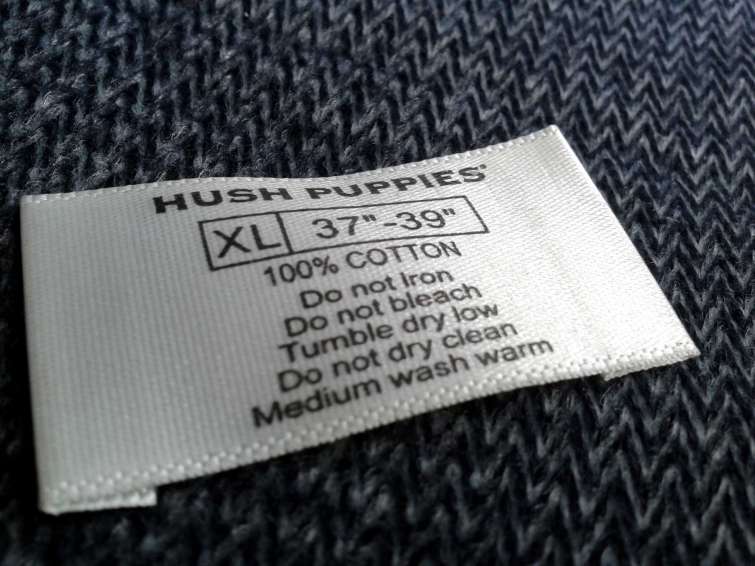 HUSH PUPPIES®
XL 37"-39"
100% COTTON
Do not Iron
Do not bleach
Tumble dry low
Do not dry clean
Medium wash warm